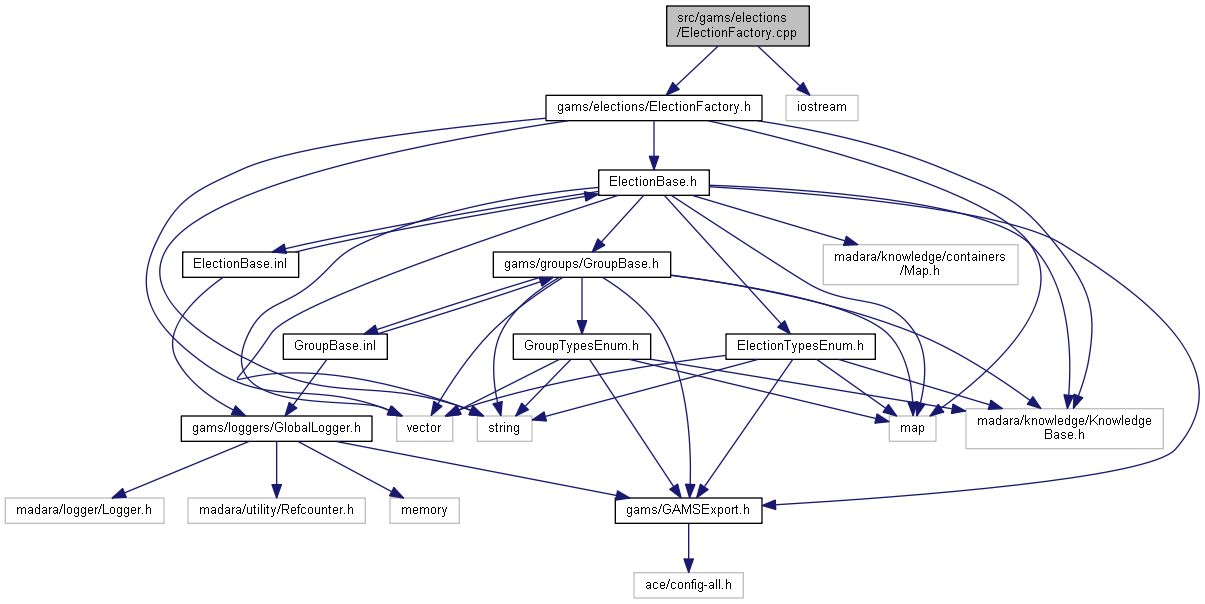 src/gams/elections
/ElectionFactory.cpp
gams/elections/ElectionFactory.h
iostream
ElectionBase.h
ElectionBase.inl
gams/groups/GroupBase.h
madara/knowledge/containers
/Map.h
GroupBase.inl
GroupTypesEnum.h
ElectionTypesEnum.h
gams/loggers/GlobalLogger.h
vector
string
map
madara/knowledge/Knowledge
Base.h
madara/logger/Logger.h
madara/utility/Refcounter.h
memory
gams/GAMSExport.h
ace/config-all.h